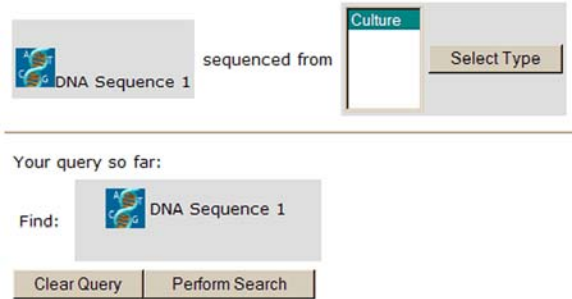 Culture
DNA Sequence 1 sequenced from Select Type
Your query so far:
Find: A T C G DNA Sequence 1
Clear Query Perform Search